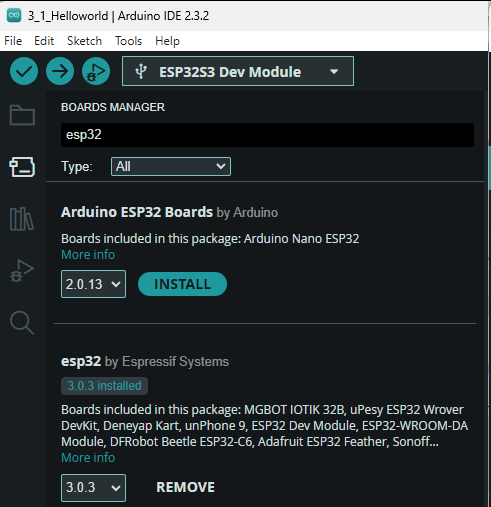 3_1_Helloworld | Arduino IDE 2.3.2
File Edit Sketch Tools Help
ESP32S3 Dev Module
BOARDS MANAGER
esp32
Type: All
Arduino ESP32 Boards by Arduino
Boards included in this package: Arduino Nano ESP32
More info
2.0.13 INSTALL
esp32 by Espressif Systems
3.0.3 installed
Boards included in this package: MGBOT IOTIK 32B, uPesy ESP32 Wrover
DevKit, Deneyap Kart, unPhone 9, ESP32 Dev Module, ESP32-WROOM-DA
Module, DFRobot Beetle ESP32-C6, Adafruit ESP32 Feather, Sonoff...
More info
3.0.3 REMOVE